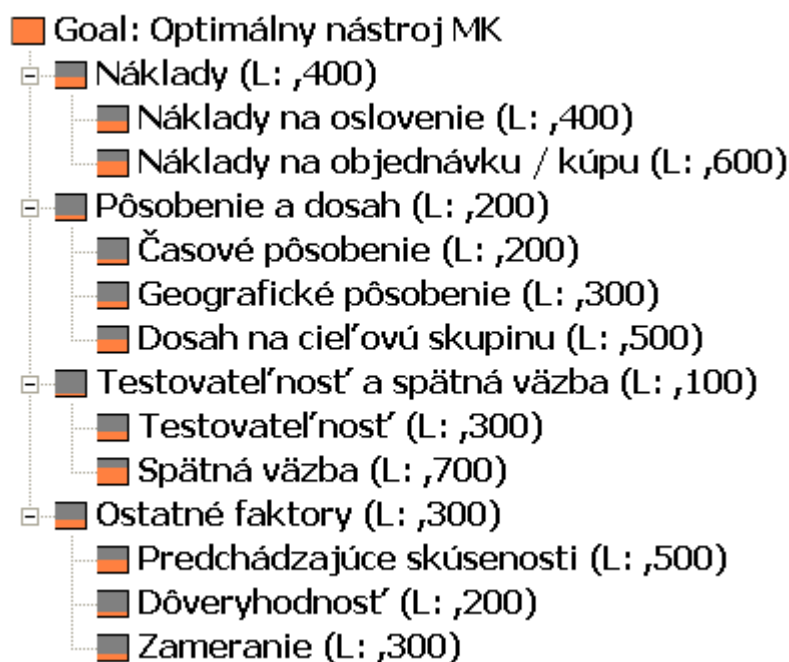 Goal: Optimálny nástroj MK
Náklady (L: ,400)
Náklady na oslovenie (L: ,400)
Náklady na objednávku / kúpu (L: ,600)
Pôsobenie a dosah (L: ,200)
Časové pôsobenie (L: ,200)
Geografické pôsobenie (L: ,300)
Dosah na cieľovú skupinu (L: ,500)
Testovateľnosť a spätná väzba (L: ,100)
Testovateľnosť (L: ,300)
Spätná väzba (L: ,700)
Ostatné faktory (L: ,300)
Predchádzajúce skúsenosti (L: ,500)
Dôveryhodnosť (L: ,200)
Zameranie (L: ,300)